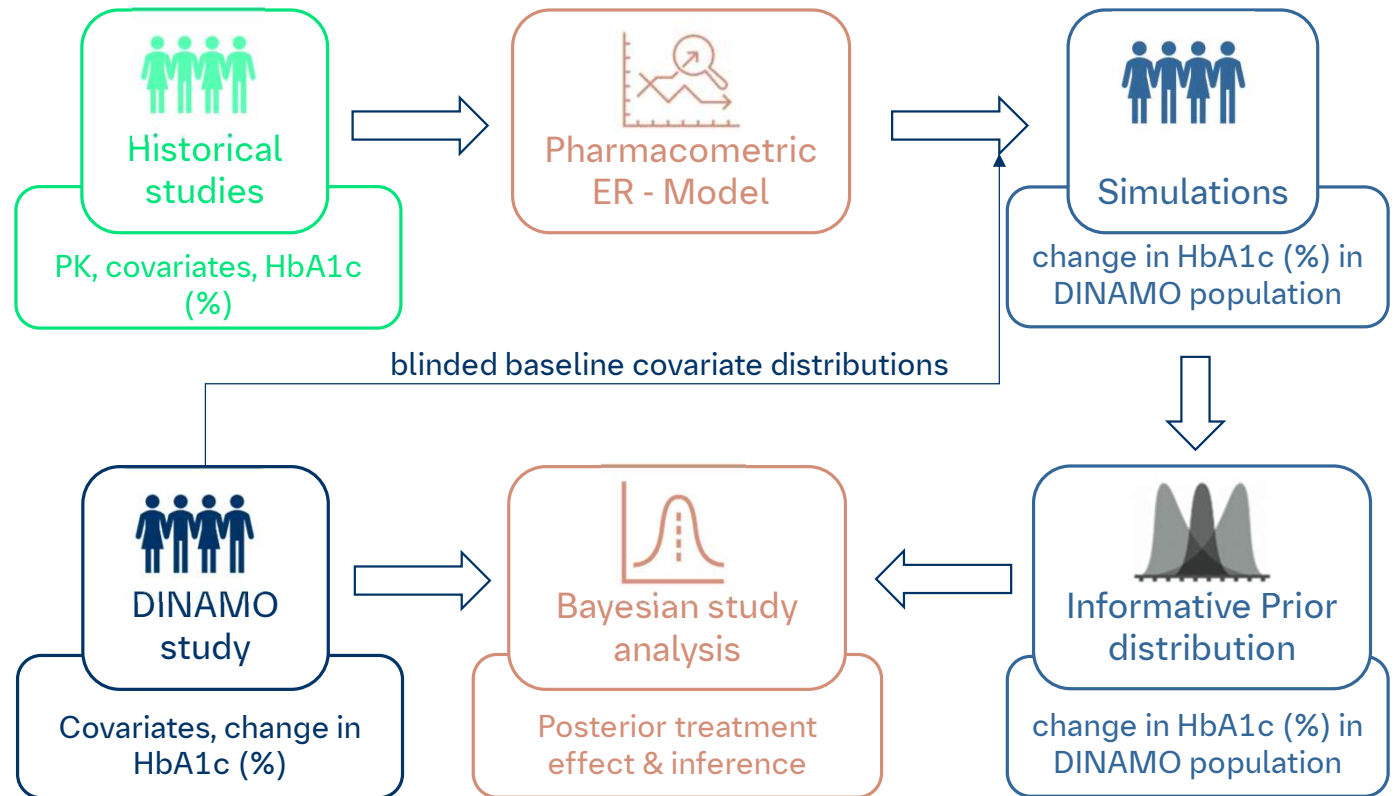 Historical
studies
PK, covariates, HbA1c
(%)
Pharmacometric
ER - Model
Simulations
change in HbA1c (%) in
DINAMO population
blinded baseline covariate distributions
DINAMO
study
Covariates, change in
HbA1c (%)
Bayesian study
analysis
Posterior treatment
effect & inference
Informative Prior
distribution
change in HbA1c (%) in
DINAMO population